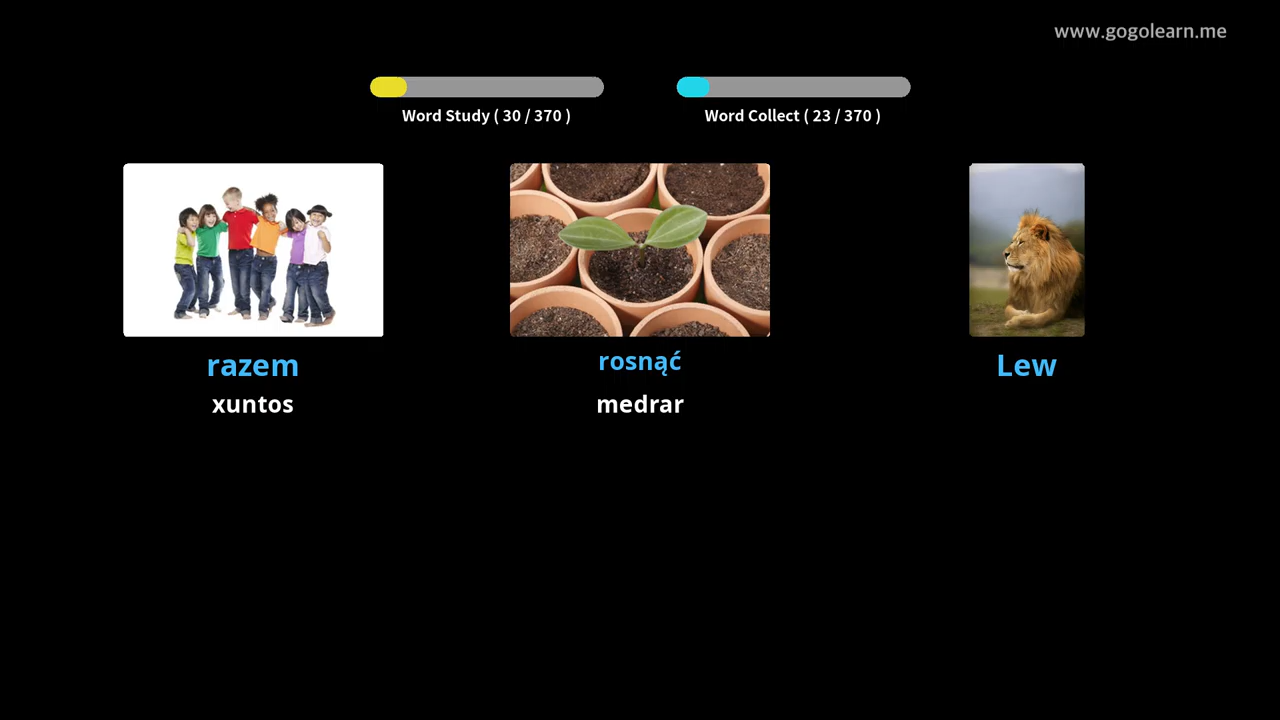 www.gogolearn.me
Word Study ( 30 / 370 )
Word Collect ( 23 / 370 )
razem
xuntos
rosnąć
medrar
Lew